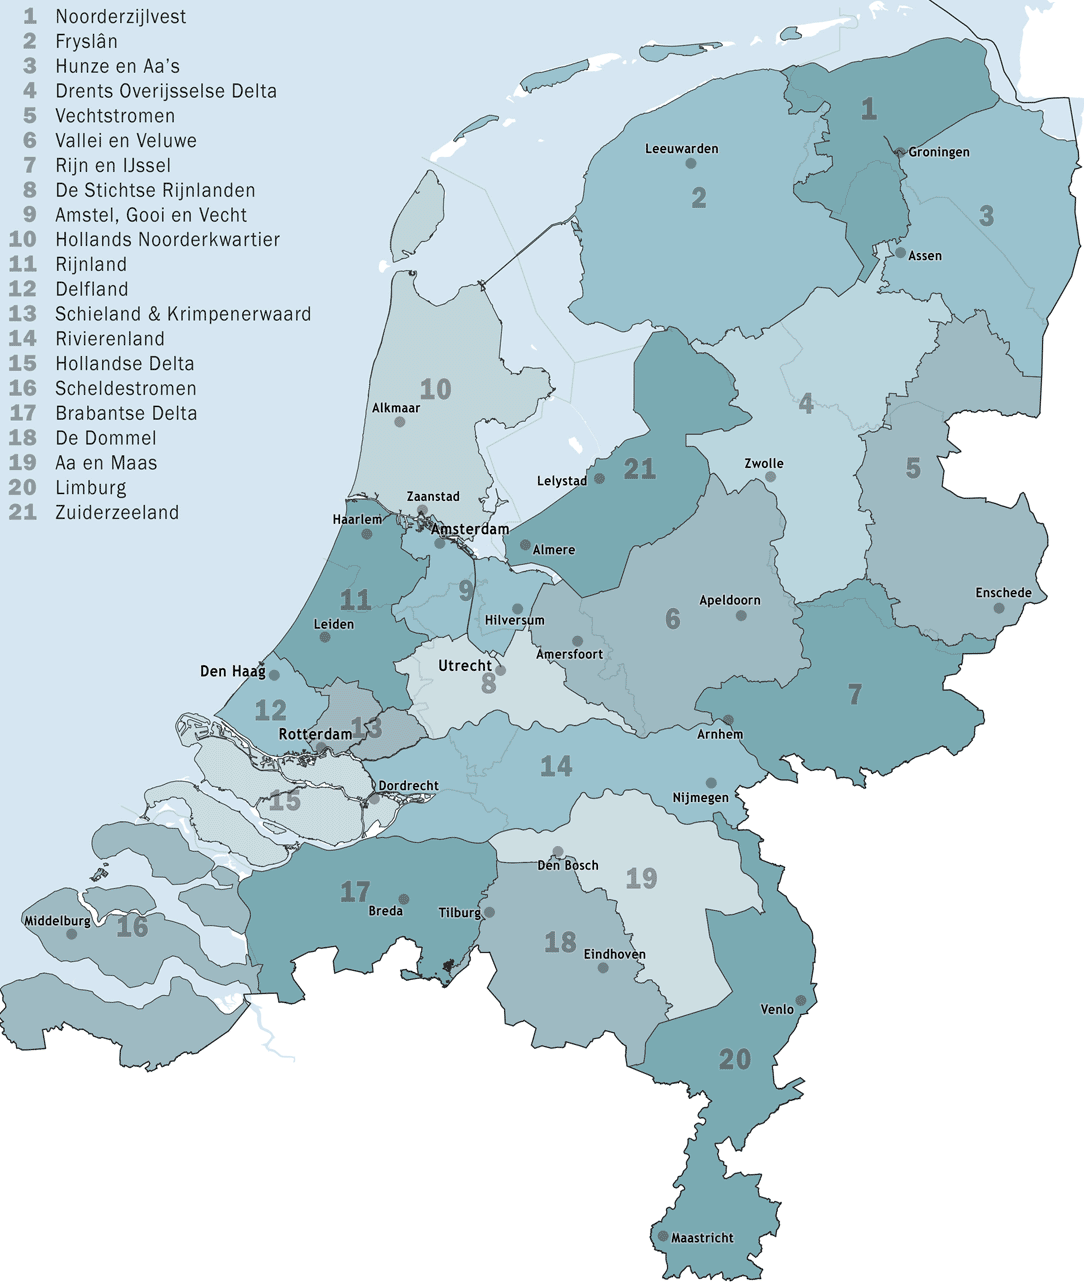 1 Noorderzijlvest
2 Fryslân
3 Hunze en Aa's
4 Drents Overijsselse Delta
5 Vechtstromen
6 Vallei en Veluwe
7 Rijn en IJssel
8 De Stichtse Rijnlanden
9 Amstel, Gooi en Vecht
10 Hollands Noorderkwartier
11 Rijnland
12 Delfland
13 Schieland & Krimpenerwaard
14 Rivierenland
15 Hollandse Delta
16 Scheldestromen
17 Brabantse Delta
18 De Dommel
19 Aa en Maas
20 Limburg
21 Zuiderzeeland
1
Leeuwarden
Groningen
2
3
Assen
10
Alkmaar
4
Zwolle
21
5
Lelystad
Zaanstad
Haarlem
Amsterdam
Almere
9
11
Hilversum
Leiden
6
Apeldoorn
Enschede
Amersfoort
Utrecht
8
Den Haag
7
12
13
Rotterdam
Arnhem
14
Dordrecht
15
Nijmegen
Den Bosch
19
17
Breda
Tilburg
Middelburg
16
18
Eindhoven
Venlo
20
Maastricht